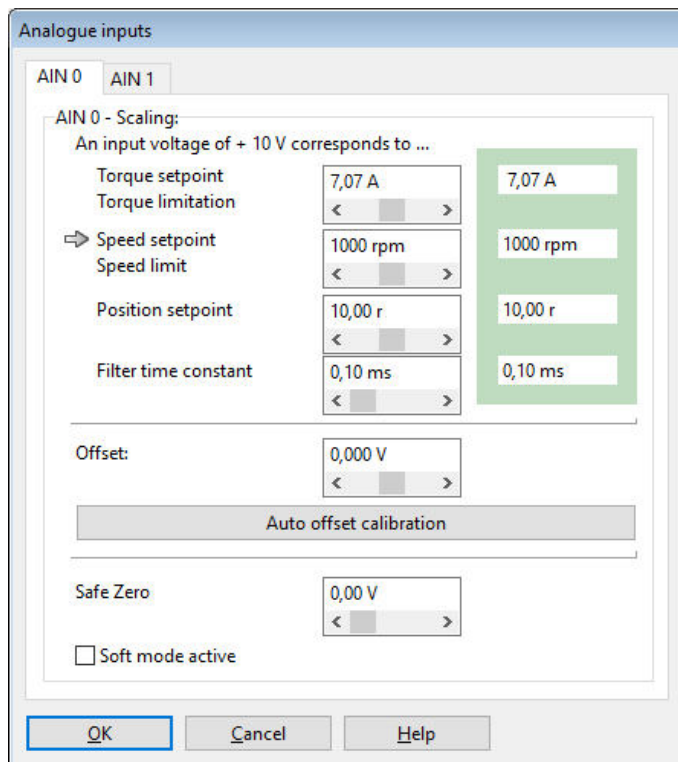 Analogue inputs
AIN 0 AIN 1
AIN 0 - Scaling:
An input voltage of + 10 V corresponds to ...
Torque setpoint 7,07 A 7,07 A
Torque limitation
Speed setpoint 1000 rpm 1000 rpm
Speed limit
Position setpoint 10,00 r 10,00 r
Filter time constant 0,10 ms 0,10 ms
Offset: 0,000 V
Auto offset calibration
Safe Zero 0,00 V
Soft mode active
OK Cancel Help